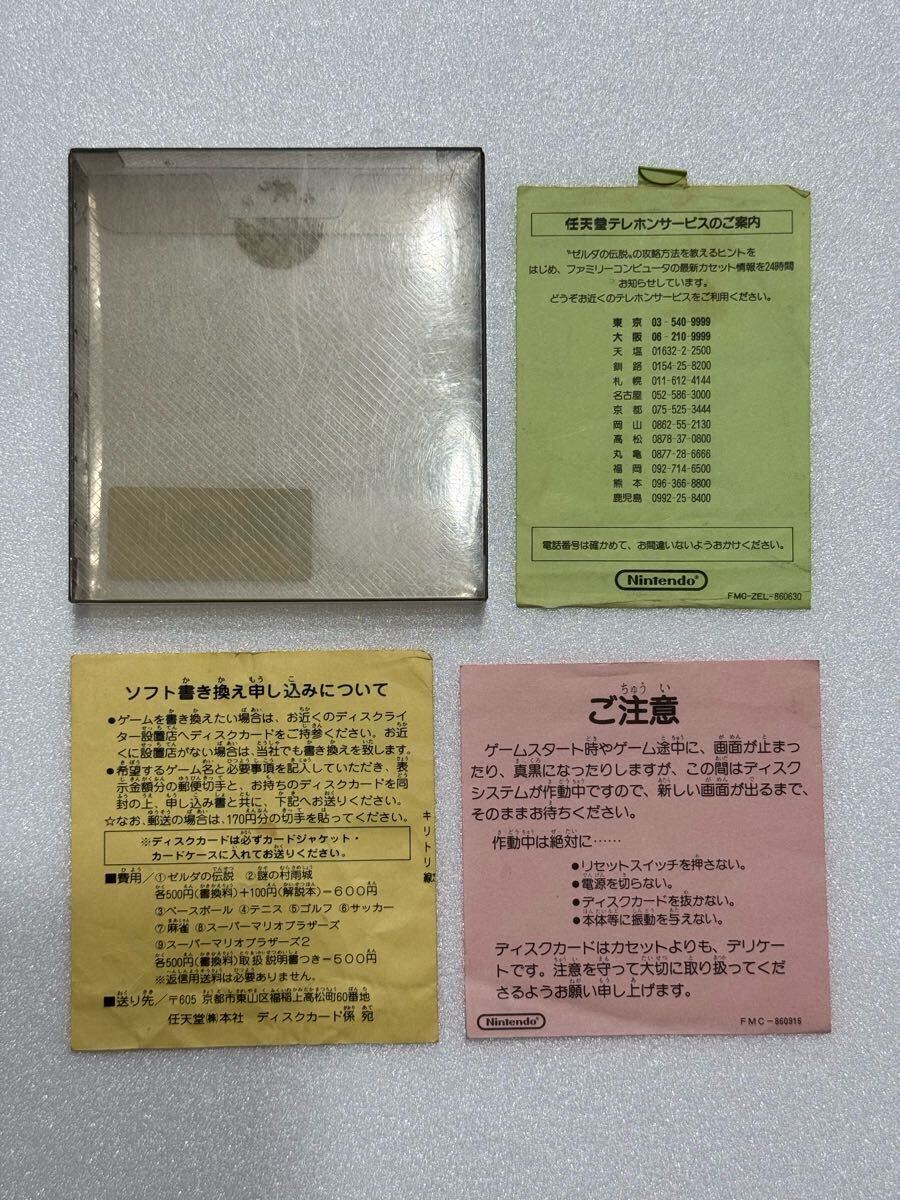 任天堂テレホンサービスのご案内
〝ゼルダの伝説〟の攻略方法を教えるヒントを
はじめ、ファミリーコンピュータの最新カセット情報を24時間
お知らせしています。
どうぞお近くのテレホンサービスをご利用ください。
東京 03-540-9999
大阪 06-210-9999
天塩 01632-2-2500
釧路 0154-25-8200
札幌 011-612-4144
名古屋 052-586-3000
京都 075-525-3444
岡山 0862-55-2130
高松 0878-37-0800
丸亀 0877-28-6666
福岡 092-714-6500
熊本 096-366-8800
鹿児島 0992-25-8400
電話番号は確かめて、お間違いないようおかけください。
Nintendo®
FMG-ZEL-860630
ソフト書き換え申し込みについて
●ゲームを書き換えたい場合は、お近くのディスクライ
ター設置店へディスクカードをご持参ください。お近
くに設置店がない場合は、当社でも書き換えを致します。
●希望するゲーム名と必要事項を記入していただき、表
示金額分の郵便切手と、お持ちのディスクカードを同
封の上、申し込み書と共に、下記へお送りください。
☆なお、郵送の場合は、170円分の切手を貼ってください。
※ディスクカードは必ずカードジャケット・
カードケースに入れてお送りください。
■費用/①ゼルダの伝説 ②謎の村雨城
各500円(書換料)+100円(解説本)=600円
③ベースボール ④テニス ⑤ゴルフ ⑥サッカー
⑦麻雀 ⑧スーパーマリオブラザーズ
⑨スーパーマリオブラザーズ2
各500円(書換料)取扱説明書つき=500円
※返信用送料は必要ありません。
■送り先/〒605 京都市東山区福稲上高松町60番地
任天堂㈱本社 ディスクカード係 宛
キリトリ線
ご注意
ゲームスタート時やゲーム途中に、画面が止まっ
たり、真黒になったりしますが、この間はディスク
システムが作動中ですので、新しい画面が出るまで、
そのままお待ちください。
作動中は絶対に……
●リセットスイッチを押さない。
●電源を切らない。
●ディスクカードを抜かない。
●本体等に振動を与えない。
ディスクカードはカセットよりも、デリケー
トです。注意を守って大切に取り扱ってくだ
さるようお願い申し上げます。
Nintendo®
FMC-860916